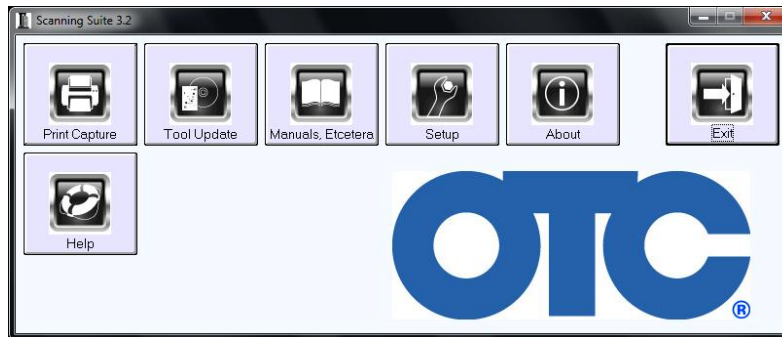 Scanning Suite 3.2
Print Capture
Tool Update
Manuals, Etcetera
Setup
About
Exit
Help
OTC®